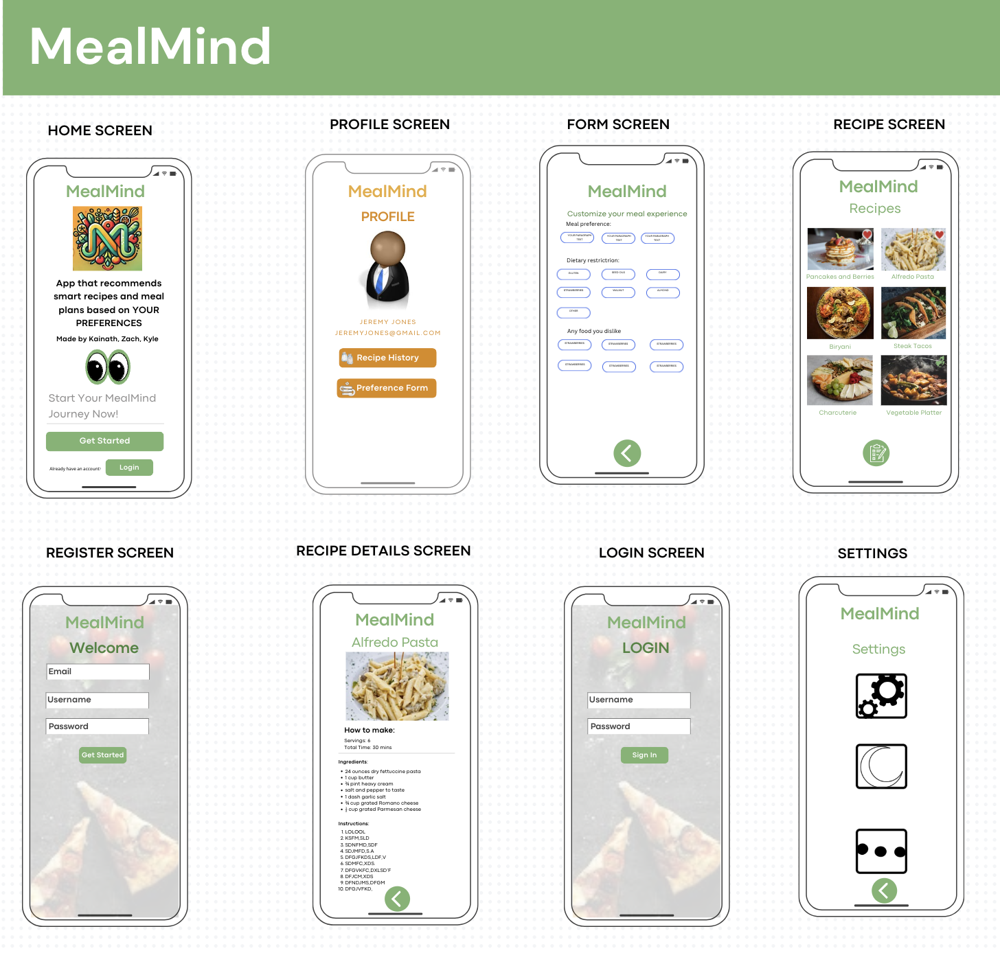 MealMind
HOME SCREEN
MealMind
App that recommends
smart recipes and meal
plans based on YOUR
PREFERENCES
Made by Kainath, Zach, Kyle
Start Your MealMind
Journey Now!
Get Started
Already have an account?
Login
PROFILE SCREEN
MealMind
PROFILE
JEREMY JONES
JEREMYJONES@GMAIL.COM
Recipe History
Preference Form
FORM SCREEN
MealMind
Customize your meal experience
Meal preference:
YOUR PARAGRAPH TEXT
YOUR PARAGRAPH TEXT
YOUR PARAGRAPH TEXT
Dietary restrictrion:
GLUTEN
SEED OILS
DAIRY
STRAWBERRIES
WALNUT
ALMOND
OTHER
Any food you dislike
STRAWBERRIES
STRAWBERRIES
STRAWBERRIES
STRAWBERRIES
STRAWBERRIES
STRAWBERRIES
RECIPE SCREEN
MealMind
Recipes
Pancakes and Berries
Alfredo Pasta
Biryani
Steak Tacos
Charcuterie
Vegetable Platter
REGISTER SCREEN
MealMind
Welcome
Email
Username
Password
Get Started
RECIPE DETAILS SCREEN
MealMind
Alfredo Pasta
How to make:
Servings: 6
Total Time: 30 mins
Ingredients:
• 24 ounces dry fettuccine pasta
• 1 cup butter
• ¾ pint heavy cream
• salt and pepper to taste
• 1 dash garlic salt
• ¾ cup grated Romano cheese
• ½ cup grated Parmesan cheese
Instructions:
1. LOLOOL
2. KSFM,SLD
3. SDNFMD,SDF
4. SDJMFD,S.A
5. DFGJFKDS,LDF,V
6. SDMFC,XDS.
7. DFGVKFC,DXLSD'F
8. DFJCM,XDS
9. DFNDJMS,DFGM
10. DFGJVFKD,
LOGIN SCREEN
MealMind
LOGIN
Username
Password
Sign In
SETTINGS
MealMind
Settings